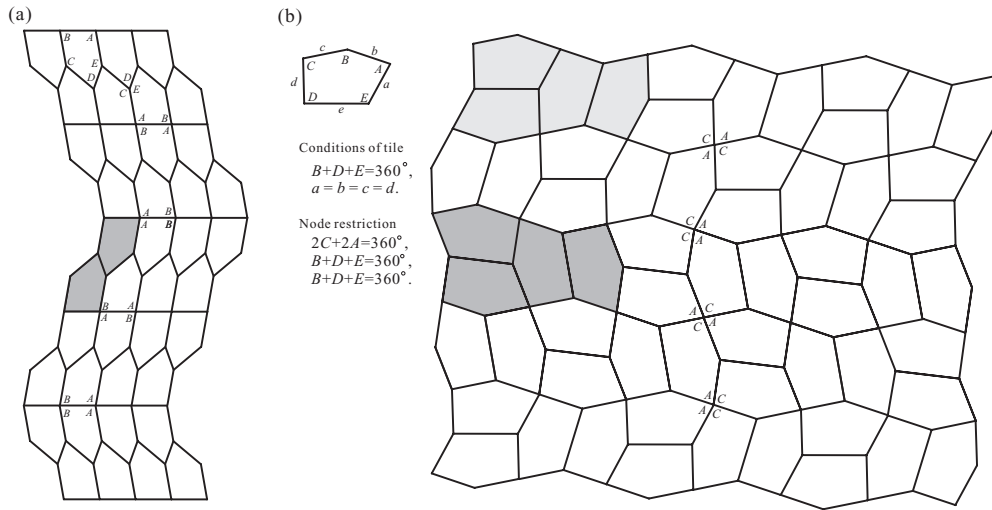 (a)
B A
C E
D D
C E
A B
B A
A B
A B
B A
A B
B A
B A
(b)
c b
C B A
d a
D E
e
Conditions of tile
B+D+E=360°,
a = b = c = d.
Node restriction
2C+2A=360°,
B+D+E=360°,
B+D+E=360°.
C A
A C
C A
C A
A C
C A
A C
A C